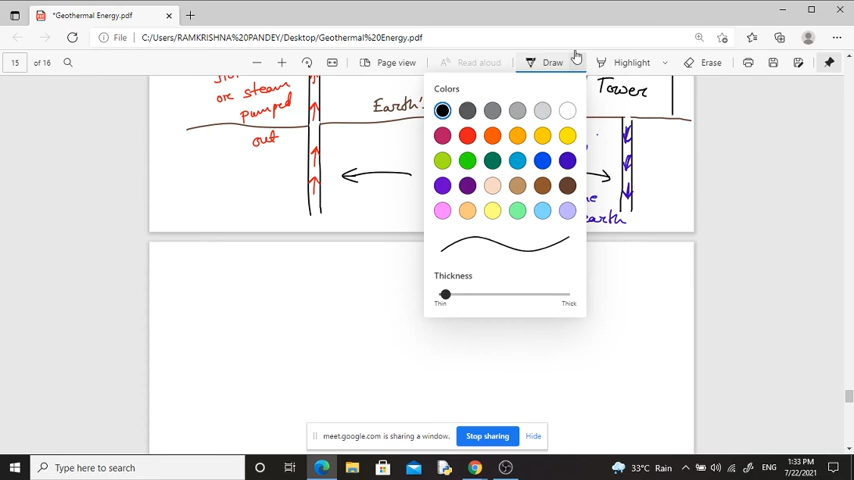 *Geothermal Energy.pdf
File
C:/Users/RAMKRISHNA%20PANDEY/Desktop/Geothermal%20Energy.pdf
15 of 16
Page view
Read aloud
Draw
Highlight
Erase
or steam
pumped
out
Earth'
Tower
earth
Colors
Thickness
Thin
Thick
meet.google.com is sharing a window.
Stop sharing
Hide
Type here to search
33°C Rain
ENG
1:33 PM
7/22/2021